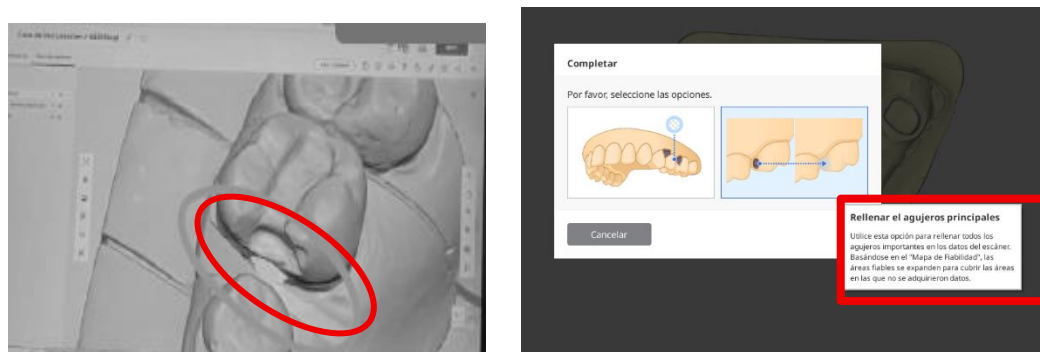 Completar
Por favor, seleccione las opciones.
Cancelar
Rellenar el agujeros principales
Utilice esta opción para rellenar todos los
agujeros importantes en los datos del escáner.
Basándose en el "Mapa de Fiabilidad", las
áreas fiables se expanden para cubrir las áreas
en las que no se adquirieron datos.